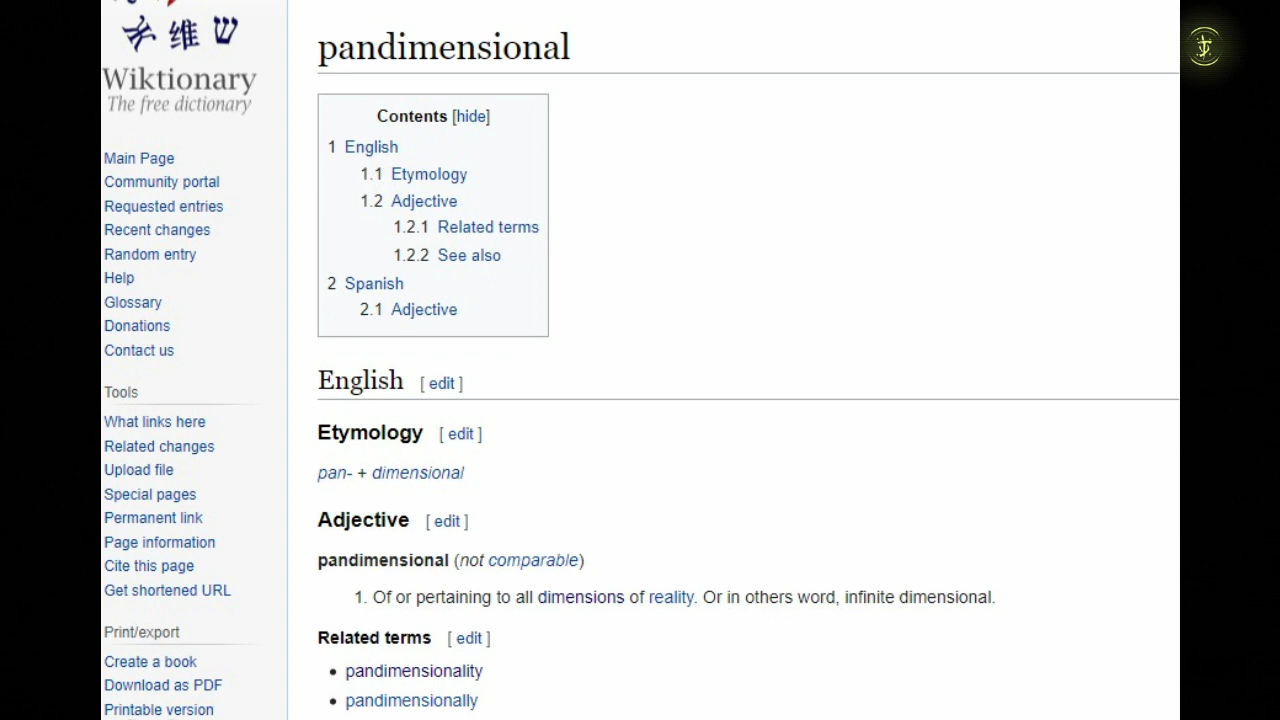 维 ש
Wiktionary
The free dictionary
Main Page
Community portal
Requested entries
Recent changes
Random entry
Help
Glossary
Donations
Contact us
Tools
What links here
Related changes
Upload file
Special pages
Permanent link
Page information
Cite this page
Get shortened URL
Print/export
Create a book
Download as PDF
Printable version
pandimensional
Contents [hide]
1 English
1.1 Etymology
1.2 Adjective
1.2.1 Related terms
1.2.2 See also
2 Spanish
2.1 Adjective
English [ edit ]
Etymology [ edit ]
pan- + dimensional
Adjective [ edit ]
pandimensional (not comparable)
1. Of or pertaining to all dimensions of reality. Or in others word, infinite dimensional.
Related terms [ edit ]
• pandimensionality
• pandimensionally